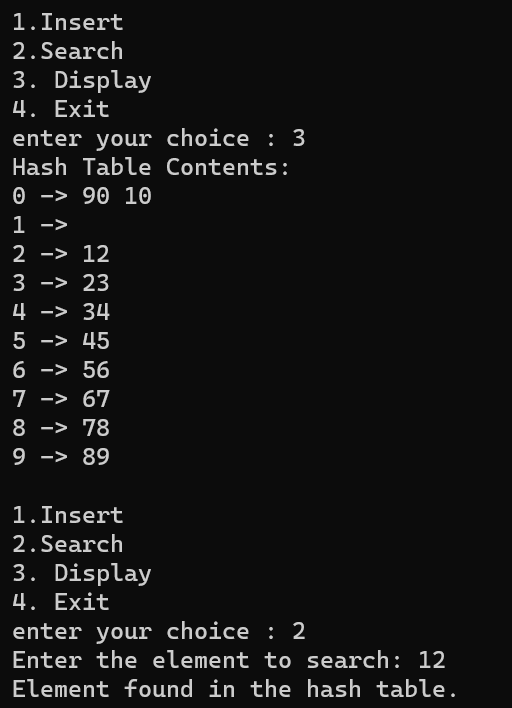 1.Insert
2.Search
3. Display
4. Exit
enter your choice : 3
Hash Table Contents:
0 -> 90 10
1 ->
2 -> 12
3 -> 23
4 -> 34
5 -> 45
6 -> 56
7 -> 67
8 -> 78
9 -> 89
1.Insert
2.Search
3. Display
4. Exit
enter your choice : 2
Enter the element to search: 12
Element found in the hash table.